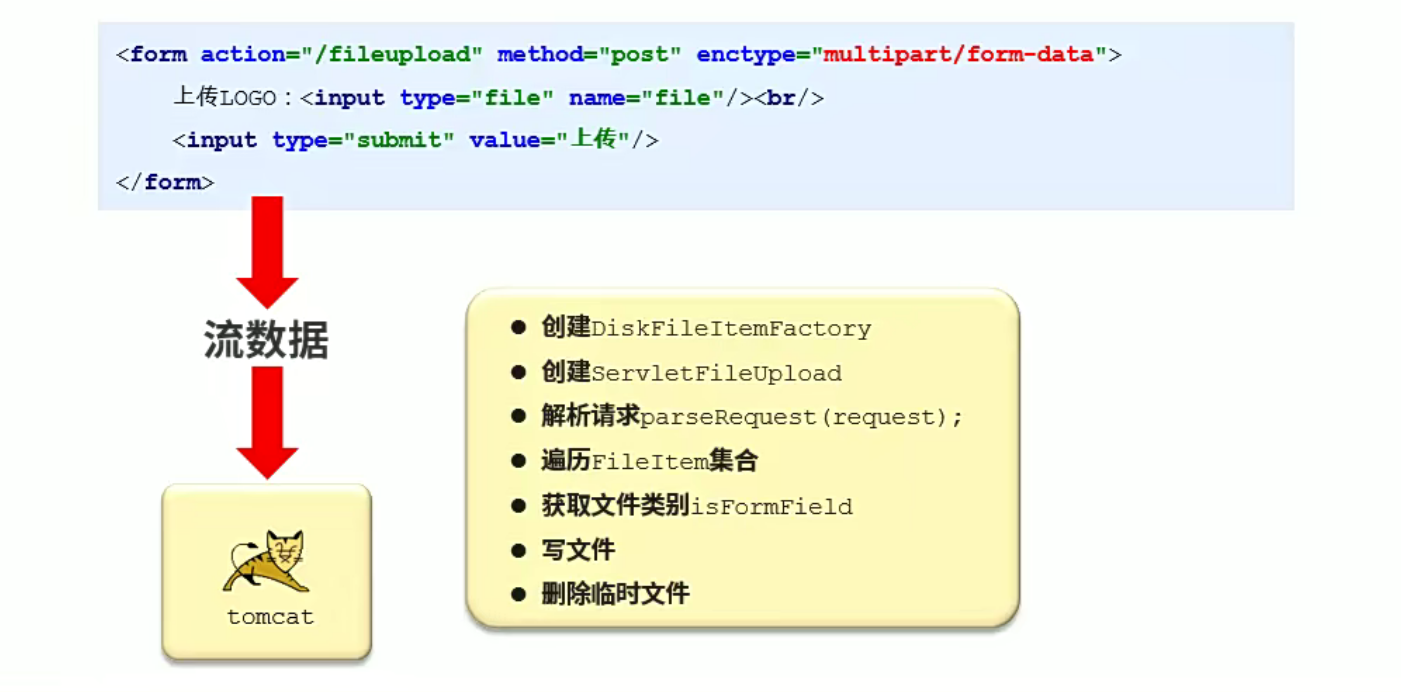 <form action="/fileupload" method="post" enctype="multipart/form-data">
上传LOGO：<input type="file" name="file"/><br/>
<input type="submit" value="上传"/>
</form>
流数据
tomcat
● 创建DiskFileItemFactory
● 创建ServletFileUpload
● 解析请求parseRequest(request);
● 遍历FileItem集合
● 获取文件类别isFormField
● 写文件
● 删除临时文件